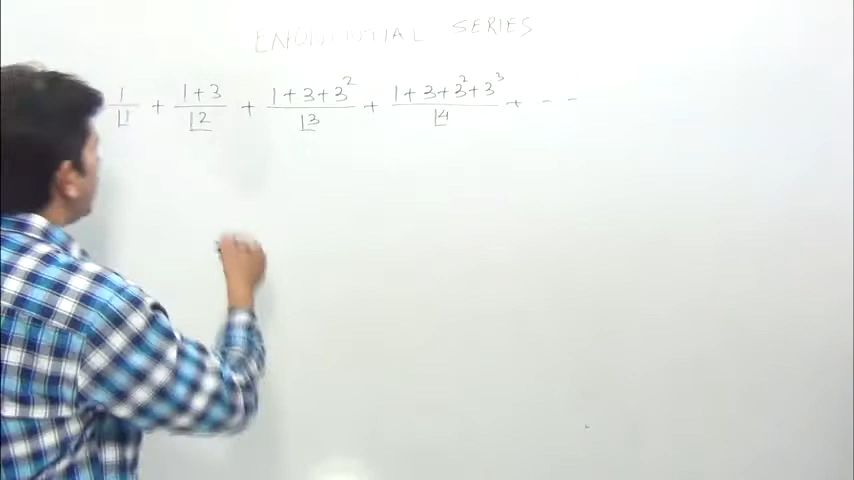 EXPONENTIAL SERIES
1/⌊1 + (1+3)/⌊2 + (1+3+3²)/⌊3 + (1+3+3²+3³)/⌊4 + - -